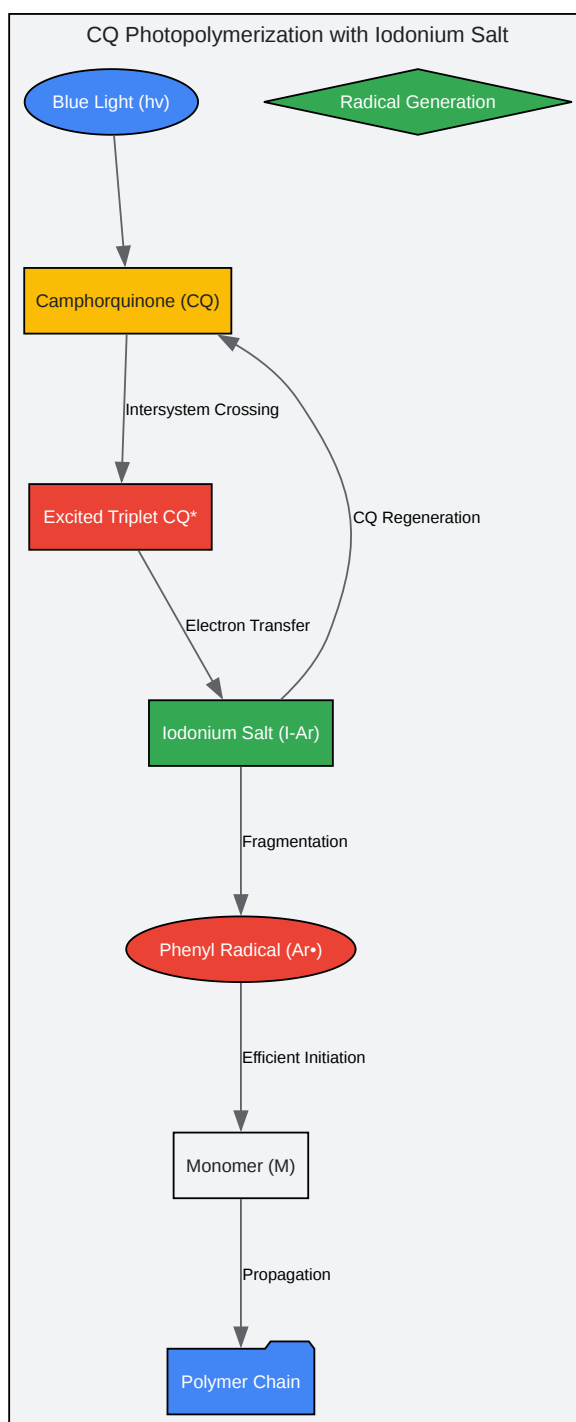 CQ Photopolymerization with Iodonium Salt
Blue Light (hv)
Radical Generation
Camphorquinone (CQ)
Intersystem Crossing
Excited Triplet CQ*
CQ Regeneration
Electron Transfer
Iodonium Salt (I-Ar)
Fragmentation
Phenyl Radical (Ar•)
Efficient Initiation
Monomer (M)
Propagation
Polymer Chain